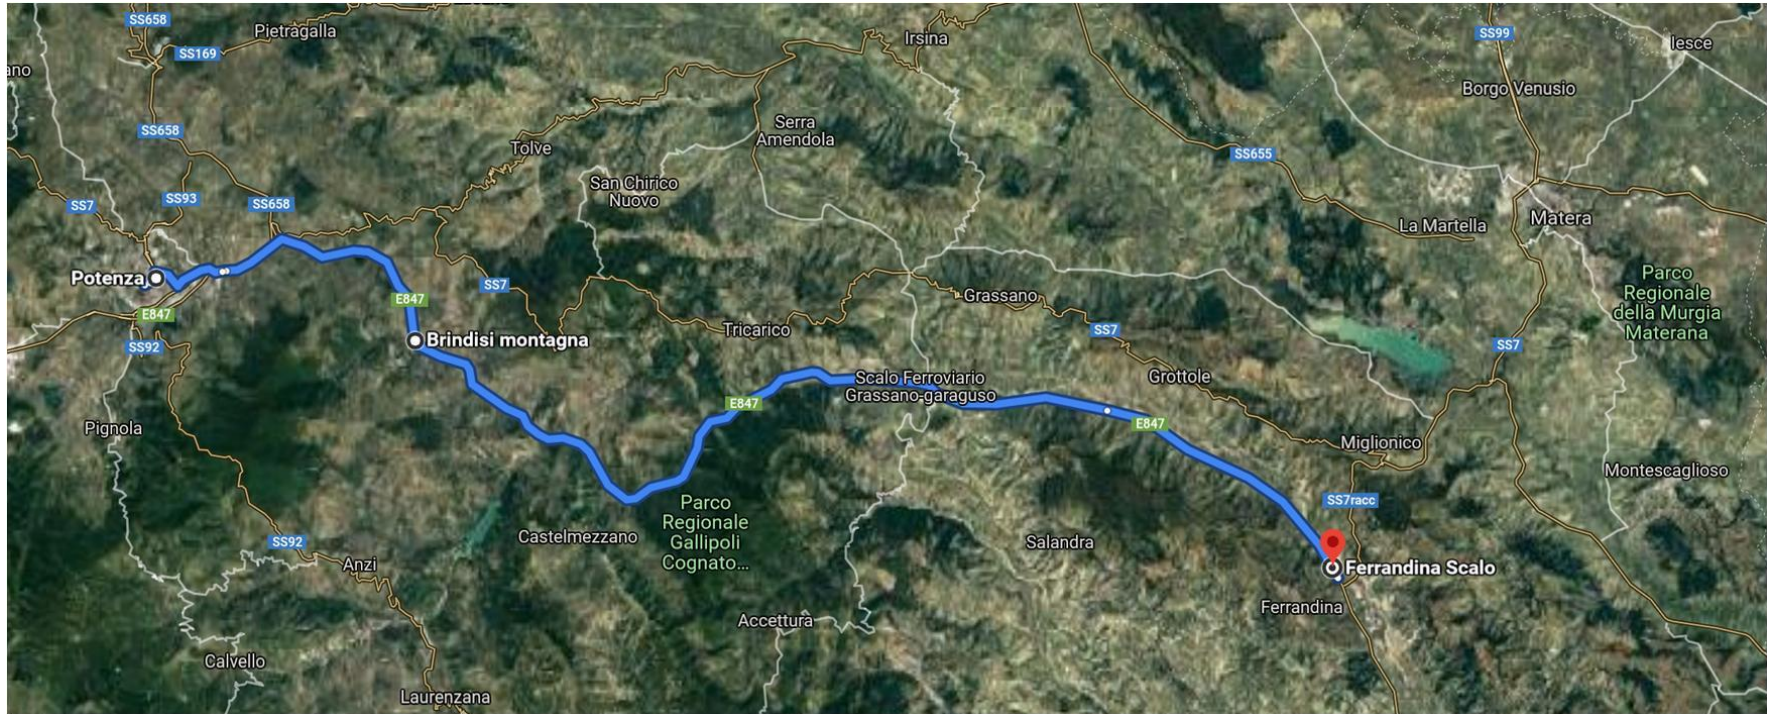 SS658
Pietragalla
SS169
Irsina
SS99
Iesce
ano
Borgo Venusio
SS658
Serra
Amendola
Tolve
SS655
San Chirico
Nuovo
SS7
SS93
SS658
La Martella
Matera
Potenza
SS7
E847
Grassano
Parco
Regionale
della Murgia
Materana
E847
SS92
Brindisi montagna
Tricarico
SS7
SS7
Scalo Ferroviario
Grassano-garaguso
Grottole
E847
E847
Pignola
Miglionico
Montescaglioso
Parco
Regionale
Gallipoli
Cognato...
SS7racc
SS92
Castelmezzano
Salandra
Anzi
Ferrandina Scalo
Ferrandina
Accettura
Calvello
Laurenzana